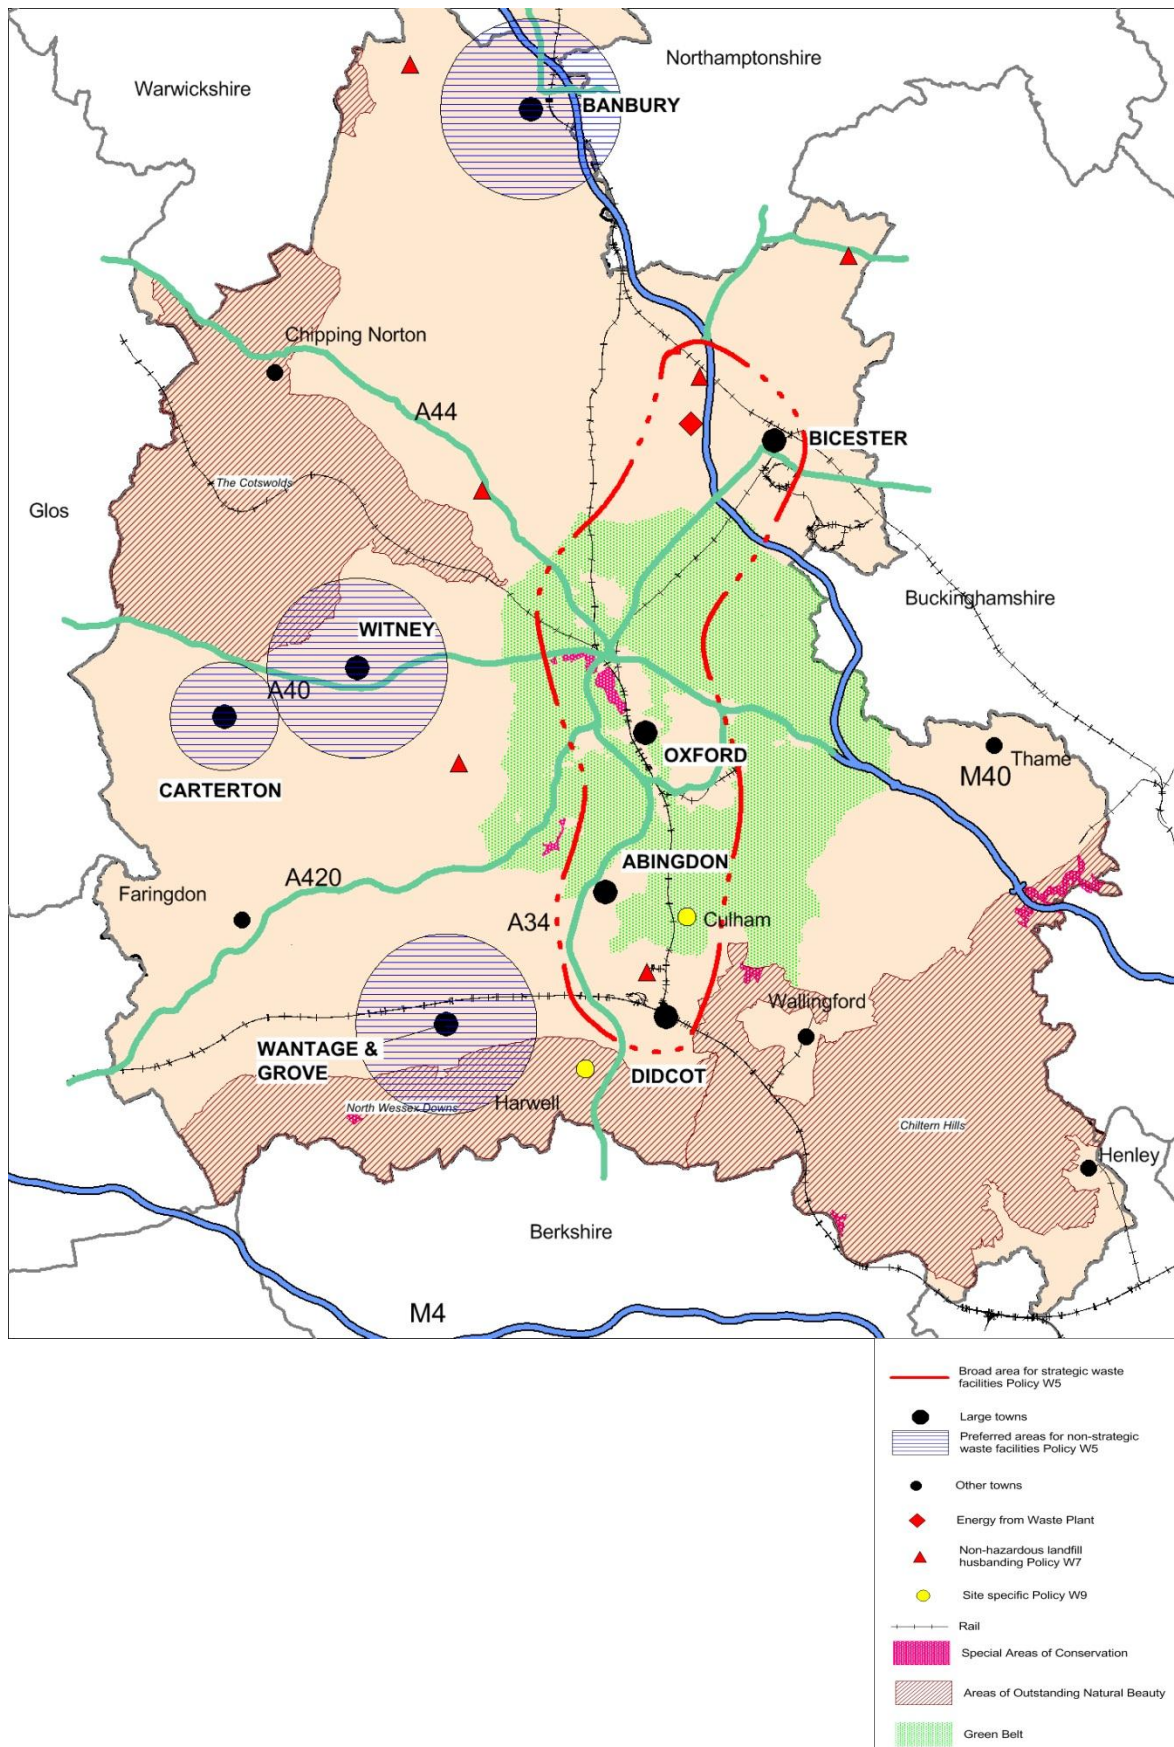 Northamptonshire
Warwickshire
BANBURY
Chipping Norton
A44
BICESTER
The Cotswolds
Glos
Buckinghamshire
WITNEY
A40
OXFORD
Thame
M40
CARTERTON
ABINGDON
A420
Faringdon
A34
Culham
Wallingford
WANTAGE &
GROVE
DIDCOT
Harwell
North Wessex Downs
Chiltern Hills
Henley
Berkshire
M4
Broad area for strategic waste
facilities Policy W5
Large towns
Preferred areas for non-strategic
waste facilities Policy W5
Other towns
Energy from Waste Plant
Non-hazardous landfill
husbanding Policy W7
Site specific Policy W9
Rail
Special Areas of Conservation
Areas of Outstanding Natural Beauty
Green Belt